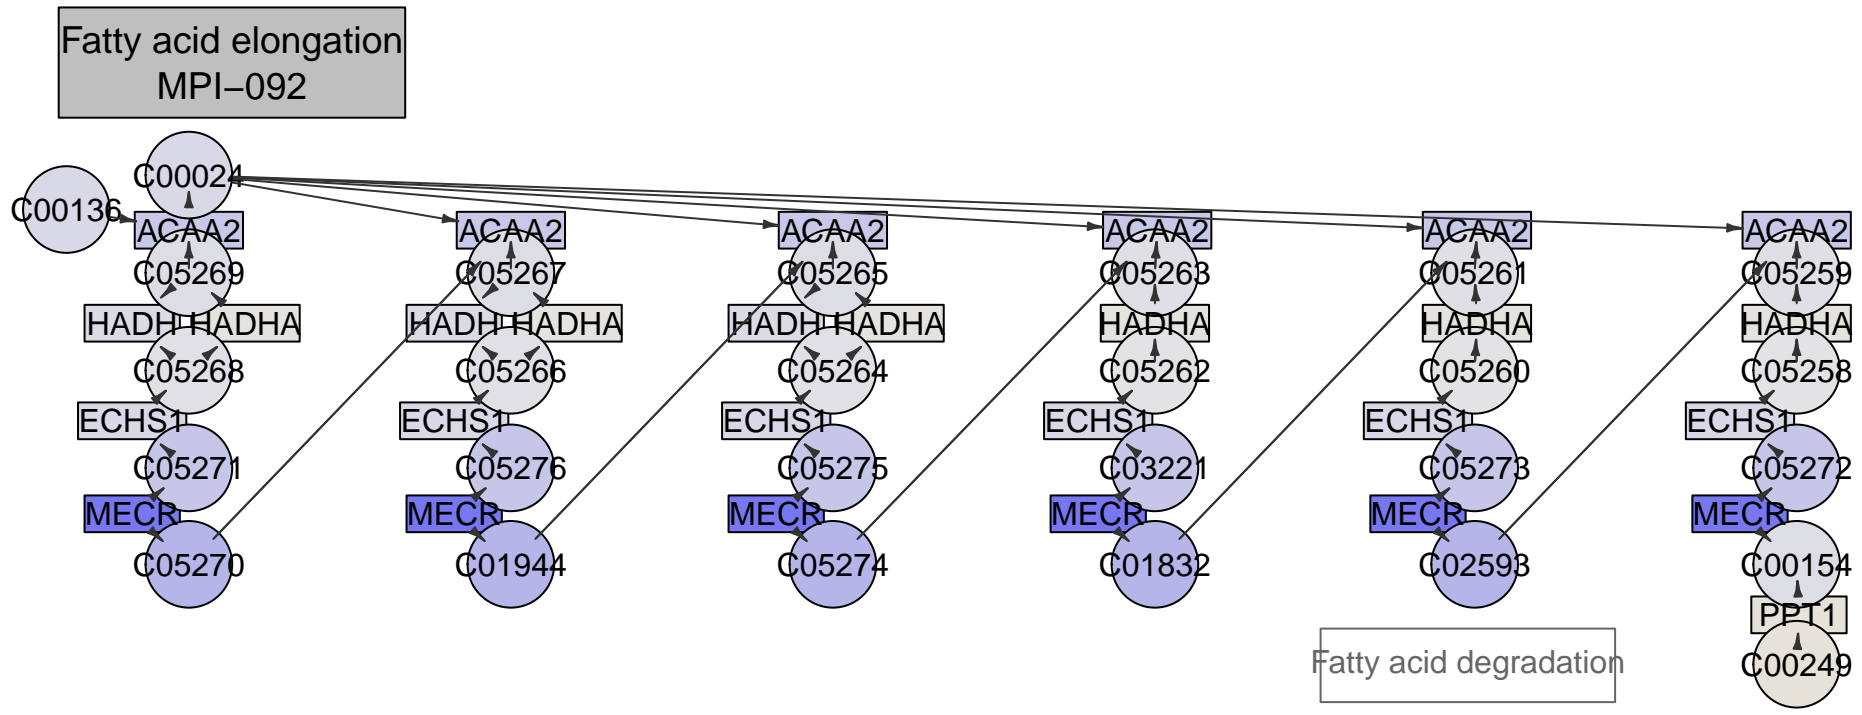 Fatty acid elongation
MPI−092
C00024
C00136
ACAA2 ACAA2 ACAA2 ACAA2 ACAA2 ACAA2
C05269 C05267 C05265 C05263 C05261 C05259
HADH HADHA HADH HADHA HADH HADHA HADHA HADHA HADHA
C05268 C05266 C05264 C05262 C05260 C05258
ECHS1 ECHS1 ECHS1 ECHS1 ECHS1 ECHS1
C05271 C05276 C05275 C03221 C05273 C05272
MECR MECR MECR MECR MECR MECR
C05270 C01944 C05274 C01832 C02593 C00154
PPT1
Fatty acid degradation
C00249